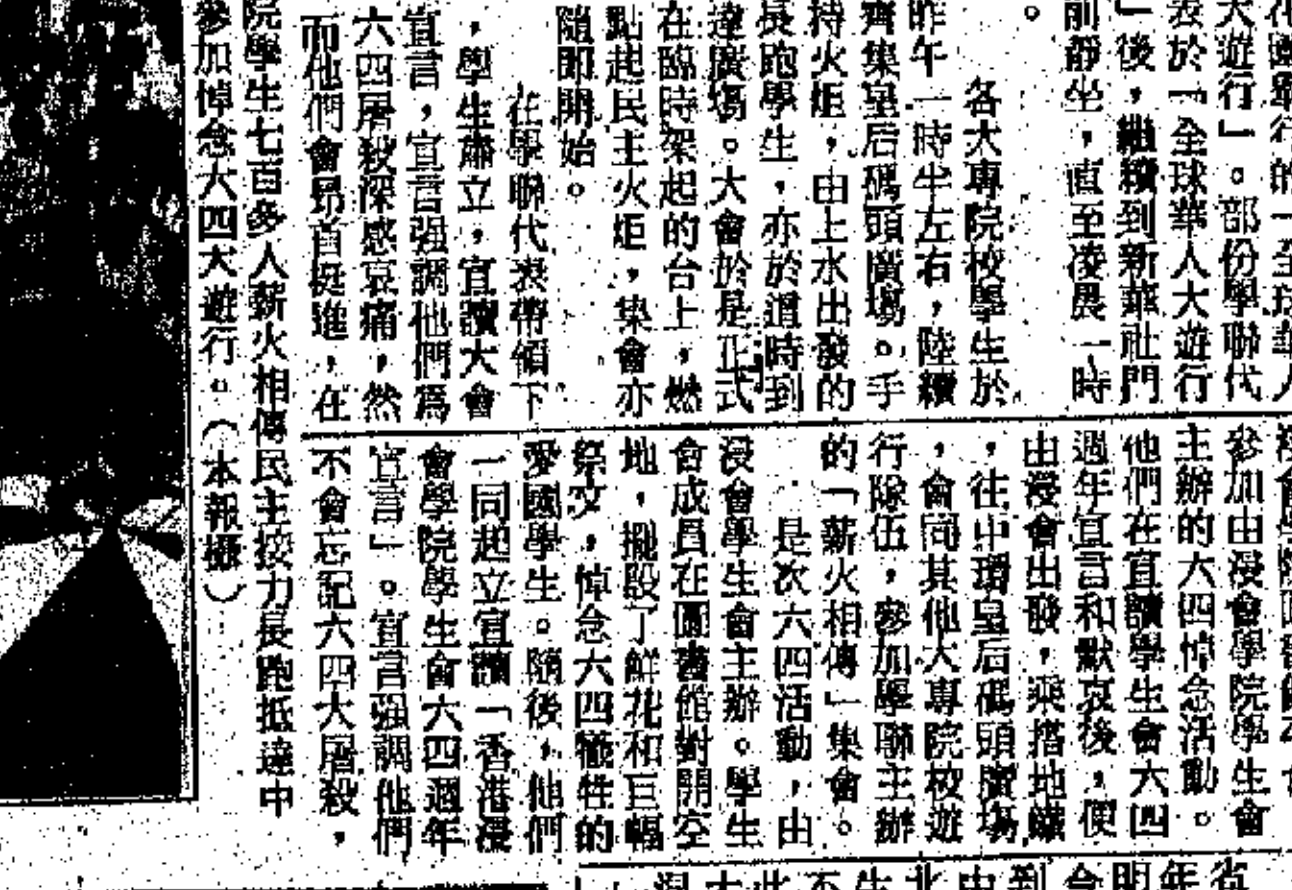 大遊行」。部份學聯代
表於「全球華人大遊行
」後，繼續到新華社門
前靜坐，直至凌晨一時
。
各大專院校學生於
昨午一時半左右，陸續
齊集皇后碼頭廣場。手
持火炬，由上水出發的
長跑學生，亦於這時到
達廣場。大會於是正式
在臨時架起的台上，燃
點起民主火炬，集會亦
隨即開始。
在學聯代表帶領下
，學生肅立，宣讀大會
宣言，宣言強調他們爲
六四屠殺深感哀痛，然
而他們會昂首挺進，在
參加由浸會學院學生會
主辦的六四悼念活動。
他們在宣讀學生會六四
週年宣言和默哀後，便
由浸會出發，乘搭地鐵
，往中環皇后碼頭廣場
，會同其他大專院校遊
行隊伍，參加學聯主辦
的「薪火相傳」集會。
是次六四活動，由
浸會學生會主辦。學生
會成員在圖書館對開空
地，擺設了鮮花和巨幅
祭文，悼念六四犧牲的
愛國學生。隨後，他們
一同起立宣讀「香港浸
會學院學生會六四週年
宣言」。宣言強調他們
不會忘記六四大屠殺，
院學生七百多人薪火相傳民主接力長跑抵達中
參加悼念六四大遊行。（本報攝）